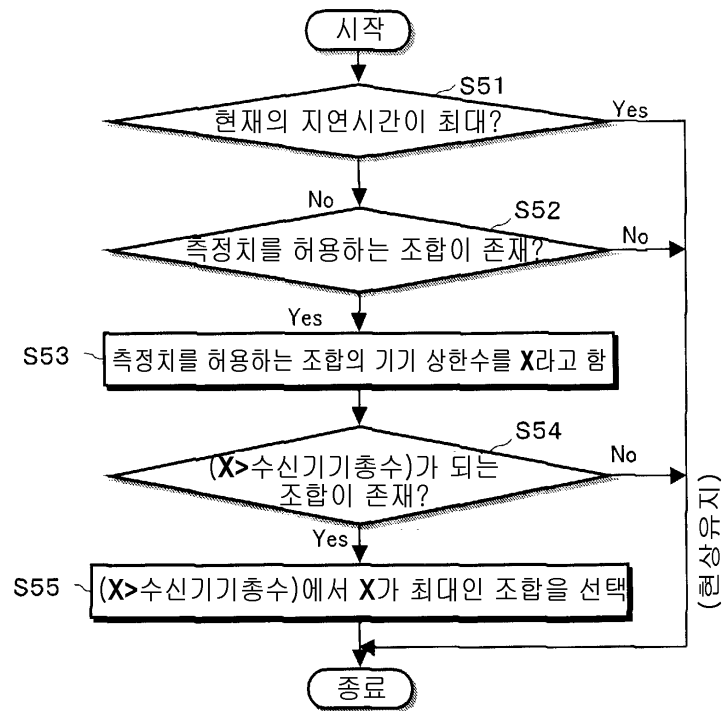 시작
S51
현재의 지연시간이 최대?
Yes
No
S52
측정치를 허용하는 조합이 존재?
No
Yes
S53
측정치를 허용하는 조합의 기기 상한수를 X라고 함
S54
(X>수신기기총수)가 되는
조합이 존재?
No
Yes
(현상유지)
S55
(X>수신기기총수)에서 X가 최대인 조합을 선택
종료